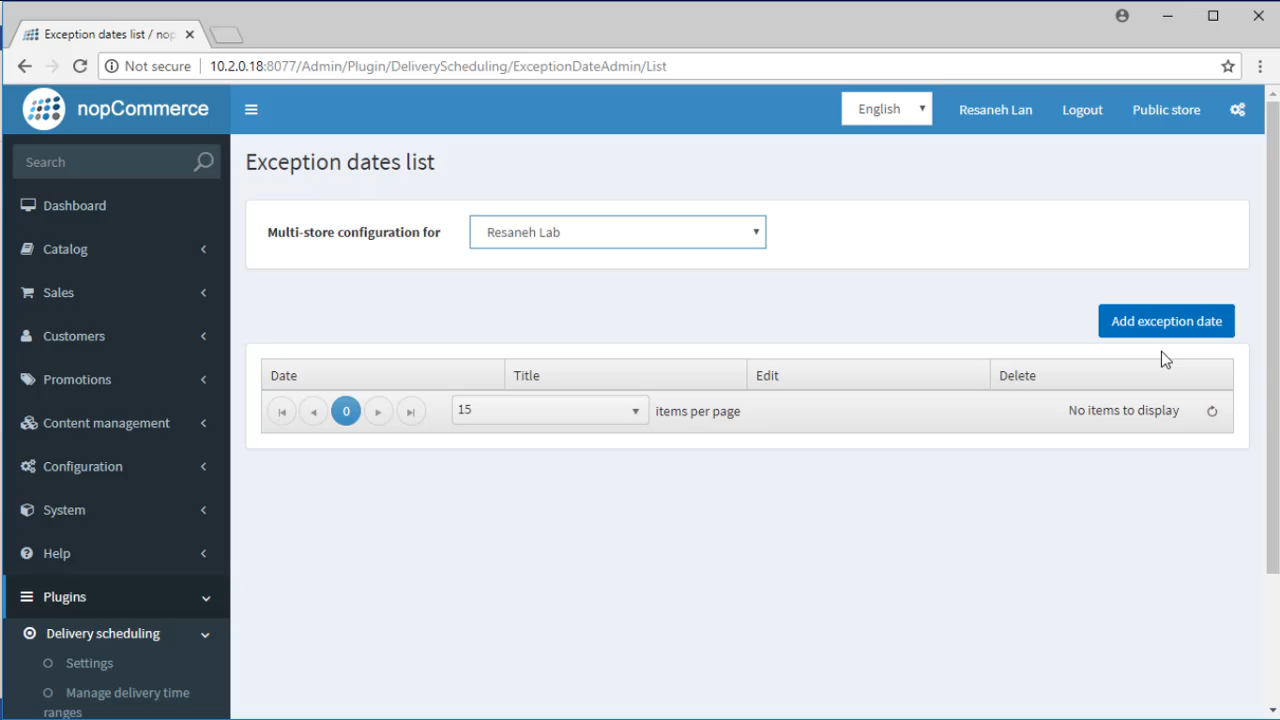 Exception dates list / nop
Not secure
10.2.0.18:8077/Admin/Plugin/DeliveryScheduling/ExceptionDateAdmin/List
nopCommerce
English
Resaneh Lan
Logout
Public store
Search
Exception dates list
Dashboard
Multi-store configuration for
Resaneh Lab
Catalog
Sales
Add exception date
Customers
Date
Title
Edit
Delete
Promotions
0
15
items per page
No items to display
Content management
Configuration
System
Help
Plugins
Delivery scheduling
Settings
Manage delivery time
ranges